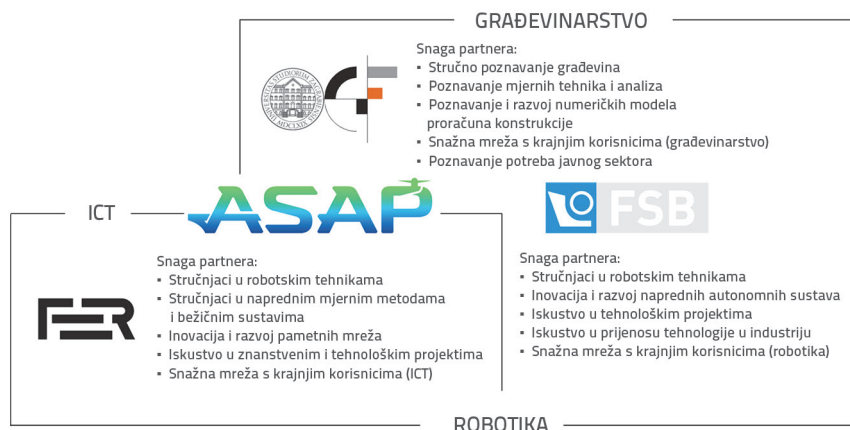 GRAĐEVINARSTVO
Snaga partnera:
▪ Stručno poznavanje građevina
▪ Poznavanje mjernih tehnika i analiza
▪ Poznavanje i razvoj numeričkih modela
proračuna konstrukcije
▪ Snažna mreža s krajnjim korisnicima (građevinarstvo)
▪ Poznavanje potreba javnog sektora
ICT
ASAP
FSB
Snaga partnera:
▪ Stručnjaci u robotskim tehnikama
▪ Stručnjaci u naprednim mjernim metodama
i bežičnim sustavima
▪ Inovacija i razvoj pametnih mreža
▪ Iskustvo u znanstvenim i tehnološkim projektima
▪ Snažna mreža s krajnjim korisnicima (ICT)
FER
Snaga partnera:
▪ Stručnjaci u robotskim tehnikama
▪ Inovacija i razvoj naprednih autonomnih sustava
▪ Iskustvo u tehnološkim projektima
▪ Iskustvo u prijenosu tehnologije u industriju
▪ Snažna mreža s krajnjim korisnicima (robotika)
ROBOTIKA